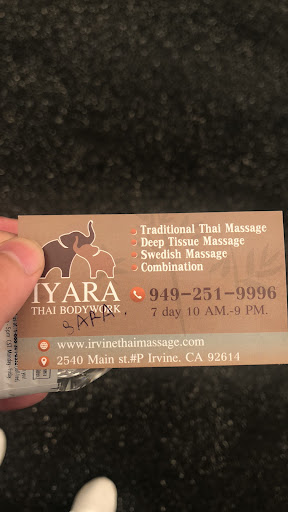 IYARA
THAI BODYWORK
SARA.
Traditional Thai Massage
Deep Tissue Massage
Swedish Massage
Combination
949-251-9996
7 day 10 AM.-9 PM.
www.irvinethaimassage.com
2540 Main st.#P Irvine. CA 92614